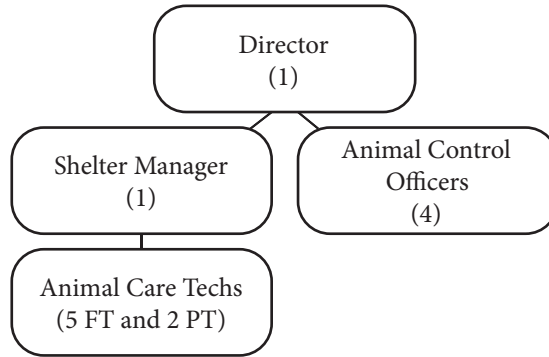 Director
(1)
Shelter Manager
(1)
Animal Control
Officers
(4)
Animal Care Techs
(5 FT and 2 PT)